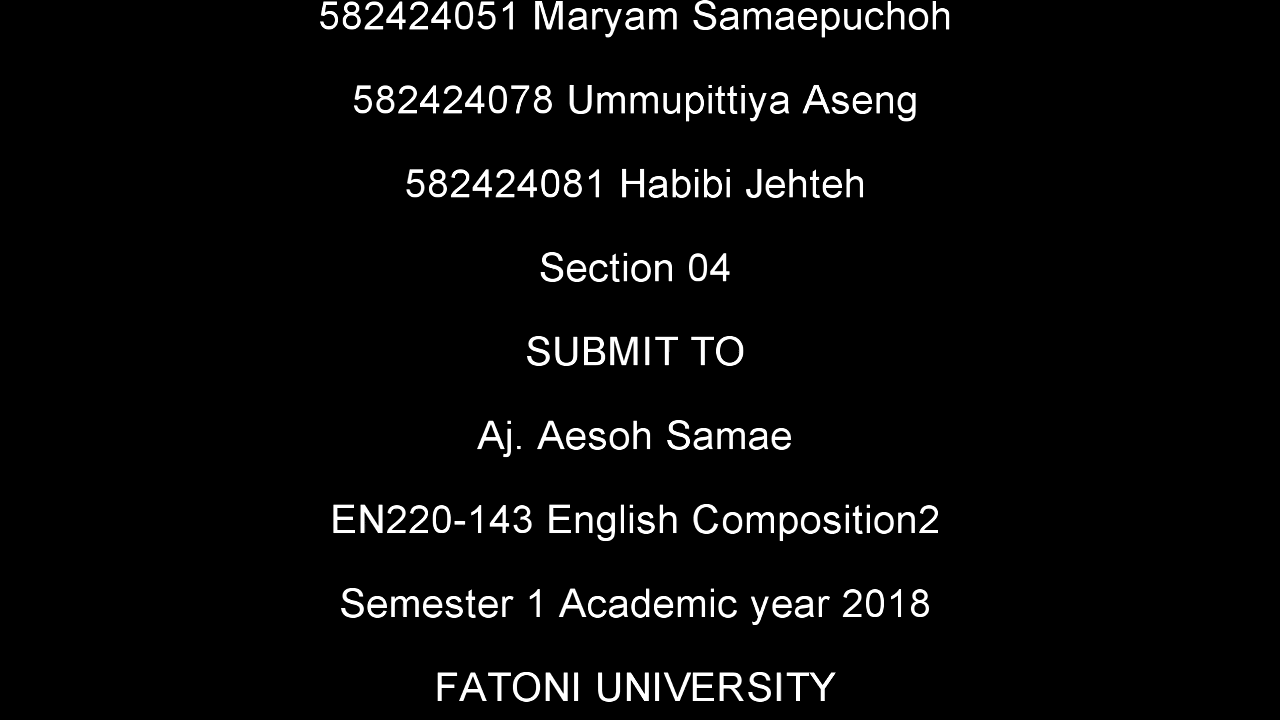 582424051 Maryam Samaepuchoh
582424078 Ummupittiya Aseng
582424081 Habibi Jehteh
Section 04
SUBMIT TO
Aj. Aesoh Samae
EN220-143 English Composition2
Semester 1 Academic year 2018
FATONI UNIVERSITY